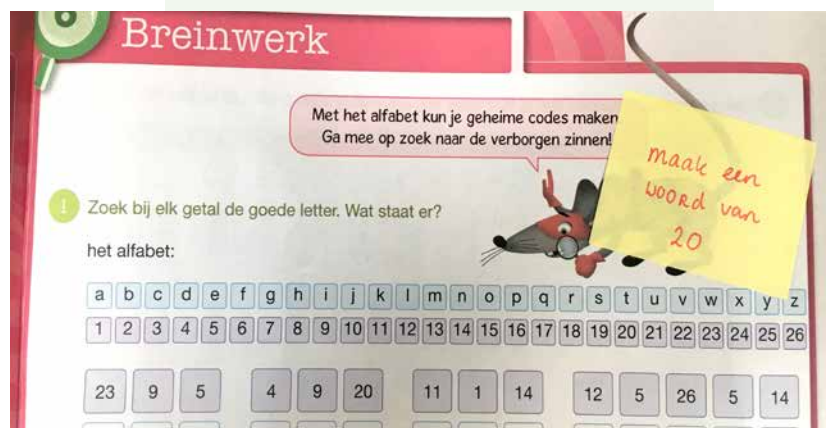 6 Breinwerk
Met het alfabet kun je geheime codes maken
Ga mee op zoek naar de verborgen zinnen!
maak een
woord van
20
1 Zoek bij elk getal de goede letter. Wat staat er?
het alfabet:
a b c d e f g h i j k l m n o p q r s t u v w x y z
1 2 3 4 5 6 7 8 9 10 11 12 13 14 15 16 17 18 19 20 21 22 23 24 25 26
23 9 5 4 9 20 11 1 14 12 5 26 5 14